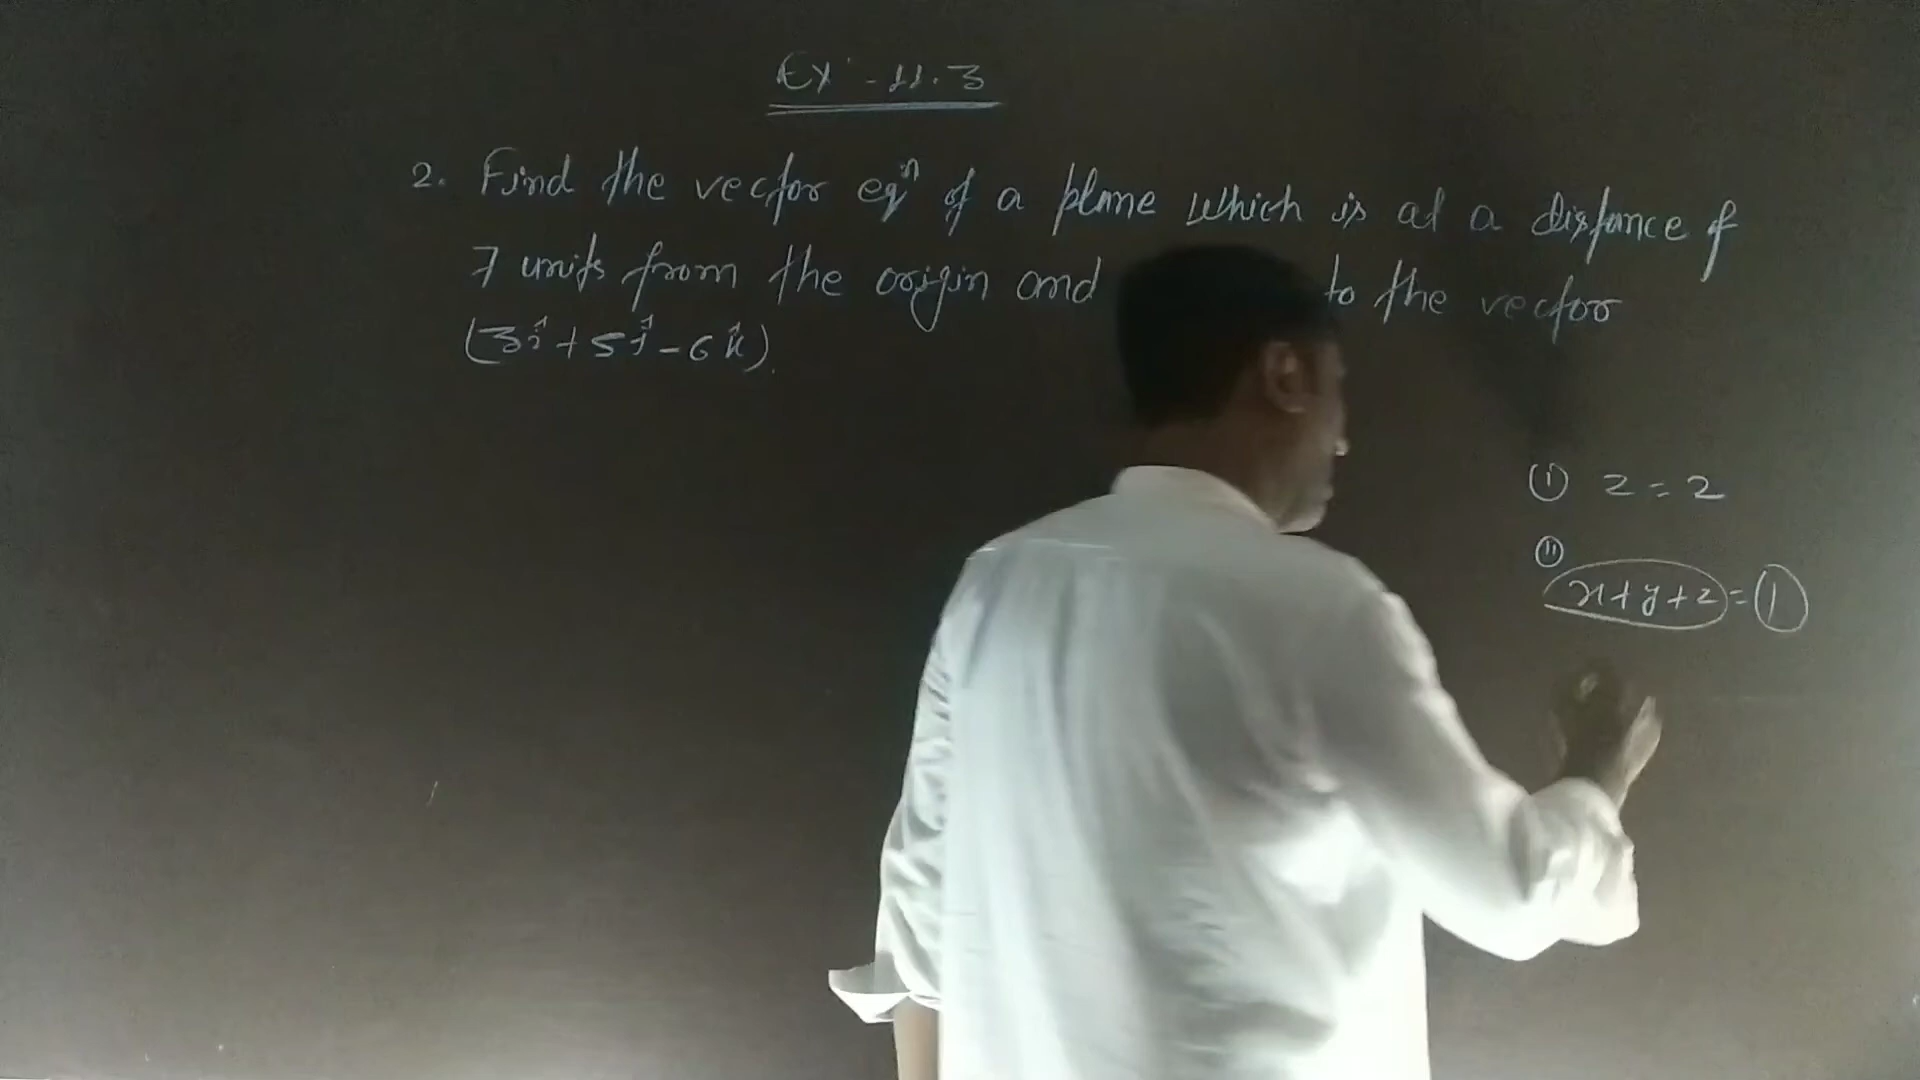 Ex - 11.3
2. Find the vector eqⁿ of a plane which is at a distance of
7 units from the origin and to the vector
(3î + 5ĵ - 6k̂).
(i) z = 2
(ii)
x + y + z = 1